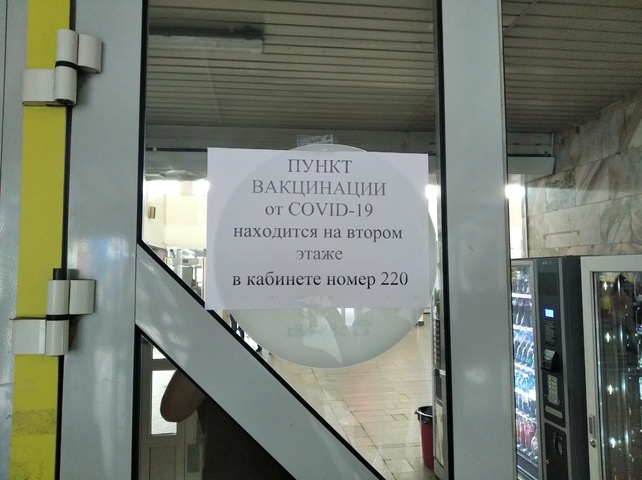 ПУНКТ
ВАКЦИНАЦИИ
от COVID-19
находится на втором
этаже
в кабинете номер 220